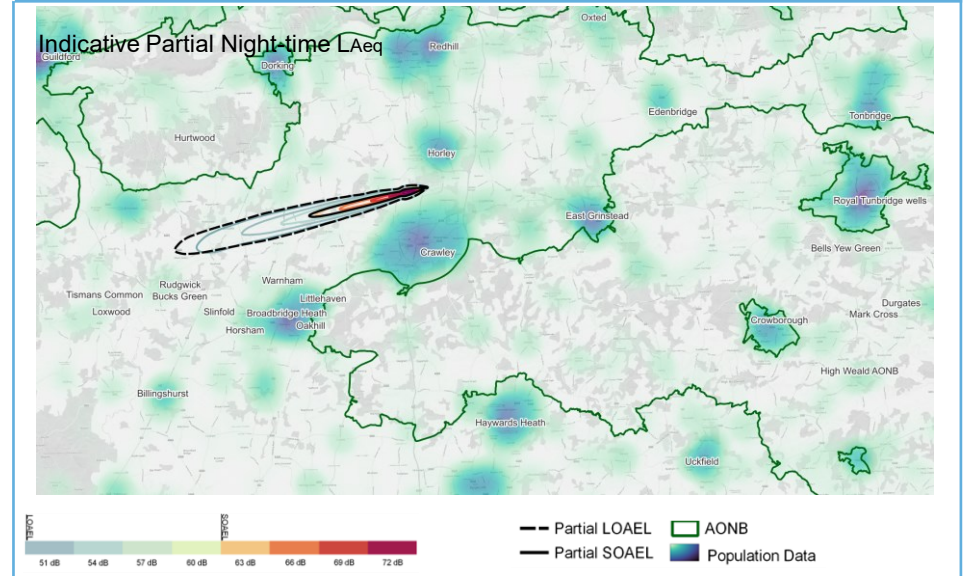 Indicative Partial Night-time LAeq
Oxted
Redhill
Guildford
Dorking
Edenbridge
Tonbridge
Hurtwood
Horley
Royal Tunbridge wells
East Grinstead
Bells Yew Green
Crawley
Warnham
Rudgwick
Tismans Common
Bucks Green
Littlehaven
Loxwood
Slinfold
Broadbridge Heath
Durgates
Mark Cross
Crowborough
Horsham
Oakhill
High Weald AONB
Billingshurst
Haywards Heath
Uckfield
LOAEL
SOAEL
51 dB 54 dB 57 dB 60 dB 63 dB 66 dB 69 dB 72 dB
Partial LOAEL
AONB
Partial SOAEL
Population Data